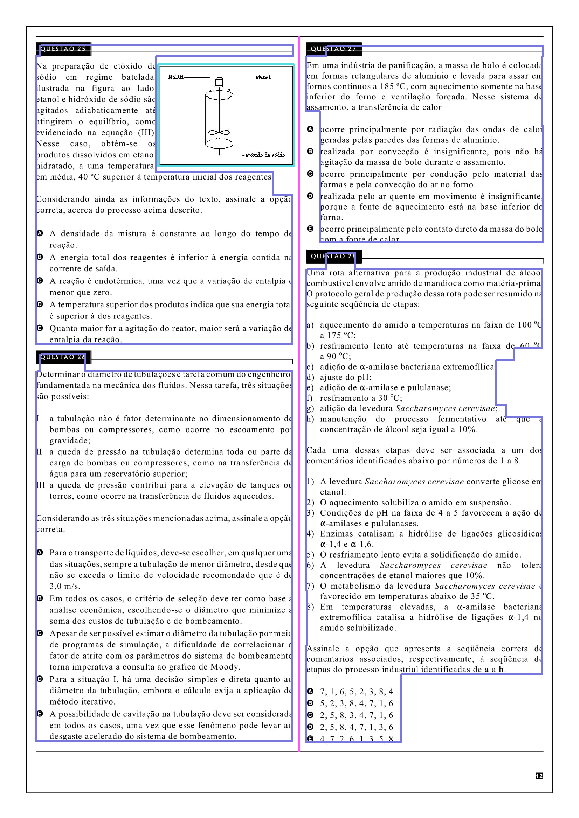 QUESTÃO 25
Na preparação de etóxido de
sódio em regime batelada,
ilustrada na figura ao lado,
etanol e hidróxido de sódio são
agitados adiabaticamente até
atingirem o equilíbrio, como
evidenciado na equação (III).
Nesse caso, obtêm-se os
produtos dissolvidos em etanol
hidratado, a uma temperatura,
em média, 40 ºC superior à temperatura inicial dos reagentes.
NaOH
etanol
etóxido de sódio
Considerando ainda as informações do texto, assinale a opção
correta, acerca do processo acima descrito.
A A densidade da mistura é constante ao longo do tempo de
reação.
B A energia total dos reagentes é inferior à energia contida na
corrente de saída.
C A reação é endotérmica, uma vez que a variação de entalpia é
menor que zero.
D A temperatura superior dos produtos indica que sua energia total
é superior à dos reagentes.
E Quanto maior for a agitação do reator, maior será a variação de
entalpia da reação.
QUESTÃO 26
Determinar o diâmetro de tubulações é tarefa comum do engenheiro,
fundamentada na mecânica dos fluidos. Nessa tarefa, três situações
são possíveis:
I a tubulação não é fator determinante no dimensionamento de
bombas ou compressores, como ocorre no escoamento por
gravidade;
II a queda de pressão na tubulação determina toda ou parte da
carga de bombas ou compressores, como na transferência de
água para um reservatório superior;
III a queda de pressão contribui para a elevação de tanques ou
torres, como ocorre na transferência de fluidos aquecidos.
Considerando as três situações mencionadas acima, assinale a opção
correta.
A Para o transporte de líquidos, deve-se escolher, em qualquer uma
das situações, sempre a tubulação de menor diâmetro, desde que
não se exceda o limite de velocidade recomendado que é de
3,0 m/s.
B Em todos os casos, o critério de seleção deve ter como base a
análise econômica, escolhendo-se o diâmetro que minimize a
soma dos custos de tubulação e de bombeamento.
C Apesar de ser possível estimar o diâmetro da tubulação por meio
de programas de simulação, a dificuldade de correlacionar o
fator de atrito com os parâmetros do sistema de bombeamento
torna imperativa a consulta ao gráfico de Moody.
D Para a situação I, há uma decisão simples e direta quanto ao
diâmetro da tubulação, embora o cálculo exija a aplicação de
método iterativo.
E A possibilidade de cavitação na tubulação deve ser considerada
em todos os casos, uma vez que esse fenômeno pode levar ao
desgaste acelerado do sistema de bombeamento.
QUESTÃO 27
Em uma indústria de panificação, a massa de bolo é colocada
em formas retangulares de alumínio e levada para assar em
fornos contínuos a 185 ºC, com aquecimento somente na base
inferior do forno e ventilação forçada. Nesse sistema de
assamento, a transferência de calor
A ocorre principalmente por radiação das ondas de calor
geradas pelas paredes das formas de alumínio.
B realizada por convecção é insignificante, pois não há
agitação da massa do bolo durante o assamento.
C ocorre principalmente por condução pelo material das
formas e pela convecção do ar no forno.
D realizada pelo ar quente em movimento é insignificante,
porque a fonte de aquecimento está na base inferior do
forno.
E ocorre principalmente pelo contato direto da massa do bolo
com a fonte de calor.
QUESTÃO 28
Uma rota alternativa para a produção industrial de álcool
combustível envolve amido de mandioca como matéria-prima.
O protocolo geral de produção dessa rota pode ser resumido na
seguinte seqüência de etapas:
a) aquecimento do amido a temperaturas na faixa de 100 ºC
a 175 ºC;
b) resfriamento lento até temperaturas na faixa de 60 ºC
a 90 ºC;
c) adição de α-amilase bacteriana extremofílica;
d) ajuste do pH;
e) adição de α-amilase e pululanase;
f) resfriamento a 30 ºC;
g) adição da levedura Saccharomyces cerevisae;
h) manutenção do processo fermentativo até que a
concentração de álcool seja igual a 10%.
Cada uma dessas etapas deve ser associada a um dos
comentários identificados abaixo por números de 1 a 8.
1) A levedura Saccharomyces cerevisae converte glicose em
etanol.
2) O aquecimento solubiliza o amido em suspensão.
3) Condições de pH na faixa de 4 a 5 favorecem a ação de
α-amilases e pululanases.
4) Enzimas catalisam a hidrólise de ligações glicosídicas
α-1,4 e α-1,6.
5) O resfriamento lento evita a solidificação do amido.
6) A levedura Saccharomyces cerevisae não tolera
concentrações de etanol maiores que 10%.
7) O metabolismo da levedura Saccharomyces cerevisae é
favorecido em temperaturas abaixo de 35 ºC.
8) Em temperaturas elevadas, a α-amilase bacteriana
extremofílica catalisa a hidrólise de ligações α-1,4 no
amido solubilizado.
Assinale a opção que apresenta a seqüência correta de
comentários associados, respectivamente, à seqüência de
etapas do processo industrial identificadas de a a h.
A 7, 1, 6, 5, 2, 3, 8, 4
B 5, 2, 3, 8, 4, 7, 1, 6
C 2, 5, 8, 3, 4, 7, 1, 6
D 2, 5, 8, 4, 7, 1, 3, 6
E 4, 7, 2, 6, 1, 3, 5, 8